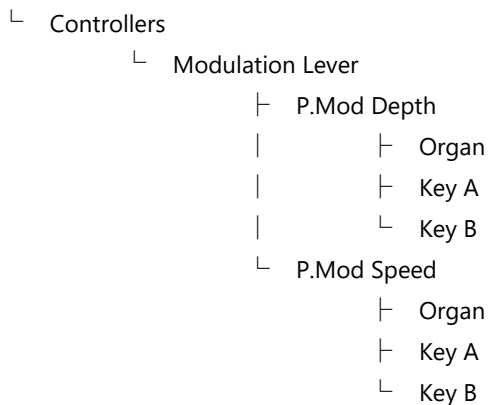 └ Controllers
└ Modulation Lever
├ P.Mod Depth
│ ├ Organ
│ ├ Key A
│ └ Key B
└ P.Mod Speed
├ Organ
├ Key A
└ Key B